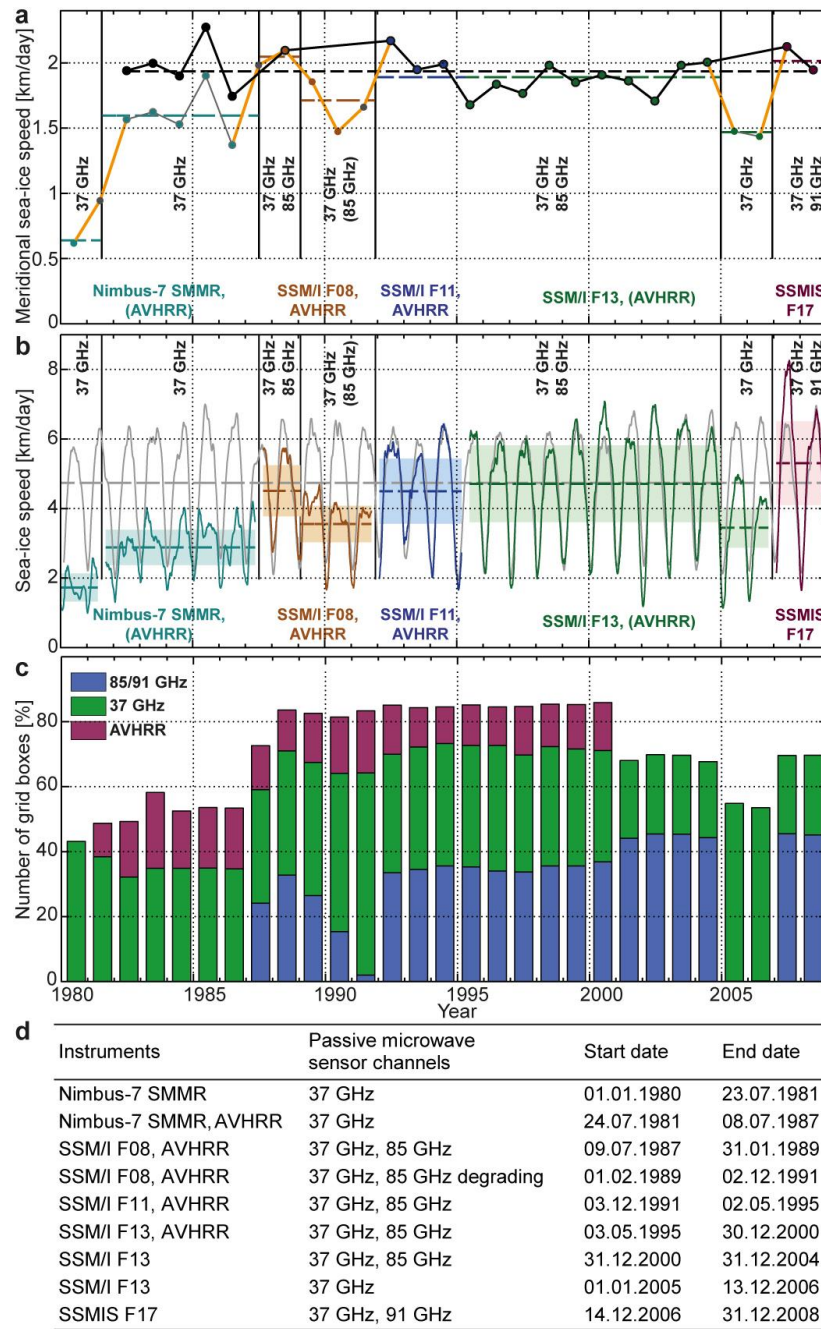 a
Meridional sea-ice speed [km/day]
2
1.5
1
0.5
0
37 GHz
37 GHz
37 GHz
85 GHz
37 GHz
(85 GHz)
37 GHz
85 GHz
37 GHz
37 GHz
91 GHz
Nimbus-7 SMMR,
(AVHRR)
SSM/I F08,
AVHRR
SSM/I F11,
AVHRR
SSM/I F13, (AVHRR)
SSMIS
F17
b
Sea-ice speed [km/day]
8
6
4
2
0
37 GHz
37 GHz
37 GHz
85 GHz
37 GHz
(85 GHz)
37 GHz
85 GHz
37 GHz
37 GHz
91 GHz
Nimbus-7 SMMR,
(AVHRR)
SSM/I F08,
AVHRR
SSM/I F11,
AVHRR
SSM/I F13, (AVHRR)
SSMIS
F17
c
Number of grid boxes [%]
85/91 GHz
37 GHz
AVHRR
80
60
40
20
0
1980 1985 1990 1995 2000 2005
Year
d
Instruments Passive microwave sensor channels Start date End date
Nimbus-7 SMMR 37 GHz 01.01.1980 23.07.1981
Nimbus-7 SMMR, AVHRR 37 GHz 24.07.1981 08.07.1987
SSM/I F08, AVHRR 37 GHz, 85 GHz 09.07.1987 31.01.1989
SSM/I F08, AVHRR 37 GHz, 85 GHz degrading 01.02.1989 02.12.1991
SSM/I F11, AVHRR 37 GHz, 85 GHz 03.12.1991 02.05.1995
SSM/I F13, AVHRR 37 GHz, 85 GHz 03.05.1995 30.12.2000
SSM/I F13 37 GHz, 85 GHz 31.12.2000 31.12.2004
SSM/I F13 37 GHz 01.01.2005 13.12.2006
SSMIS F17 37 GHz, 91 GHz 14.12.2006 31.12.2008